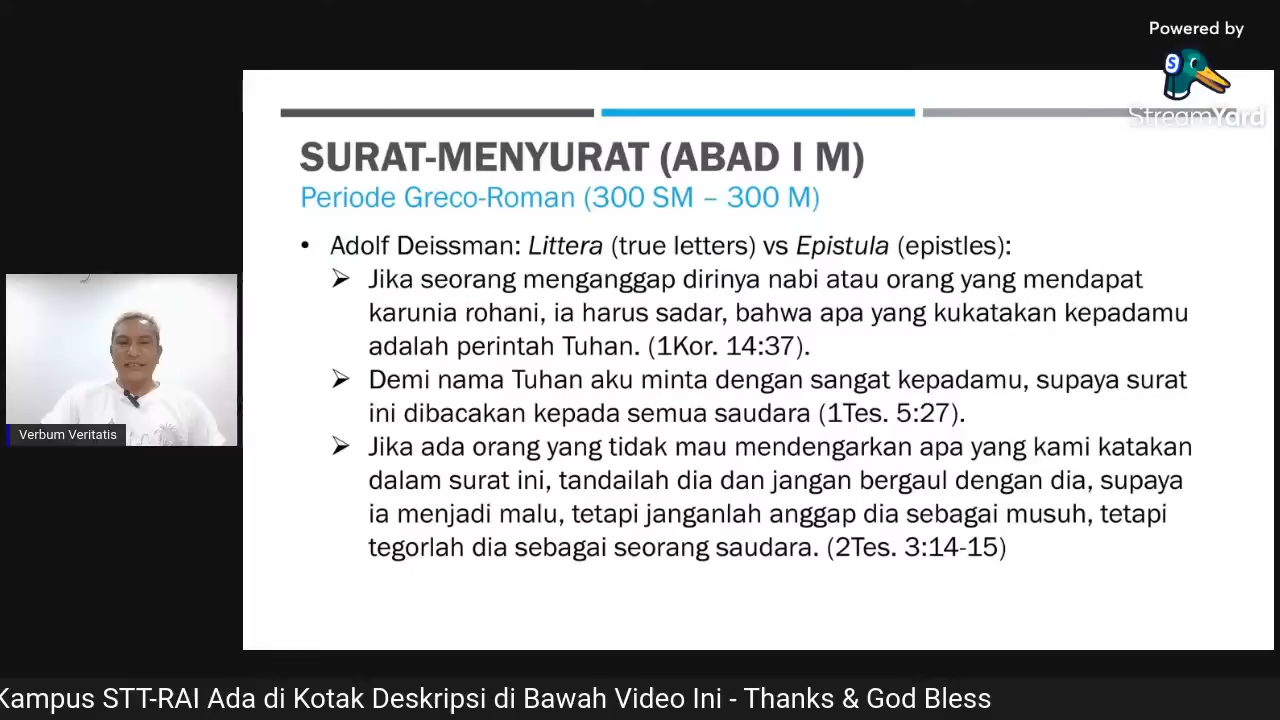 Powered by
S
StreamYard
SURAT-MENYURAT (ABAD I M)
Periode Greco-Roman (300 SM – 300 M)
• Adolf Deissman: Littera (true letters) vs Epistula (epistles):
➢ Jika seorang menganggap dirinya nabi atau orang yang mendapat
karunia rohani, ia harus sadar, bahwa apa yang kukatakan kepadamu
adalah perintah Tuhan. (1Kor. 14:37).
➢ Demi nama Tuhan aku minta dengan sangat kepadamu, supaya surat
ini dibacakan kepada semua saudara (1Tes. 5:27).
➢ Jika ada orang yang tidak mau mendengarkan apa yang kami katakan
dalam surat ini, tandailah dia dan jangan bergaul dengan dia, supaya
ia menjadi malu, tetapi janganlah anggap dia sebagai musuh, tetapi
tegorlah dia sebagai seorang saudara. (2Tes. 3:14-15)
Verbum Veritatis
Kampus STT-RAI Ada di Kotak Deskripsi di Bawah Video Ini - Thanks & God Bless